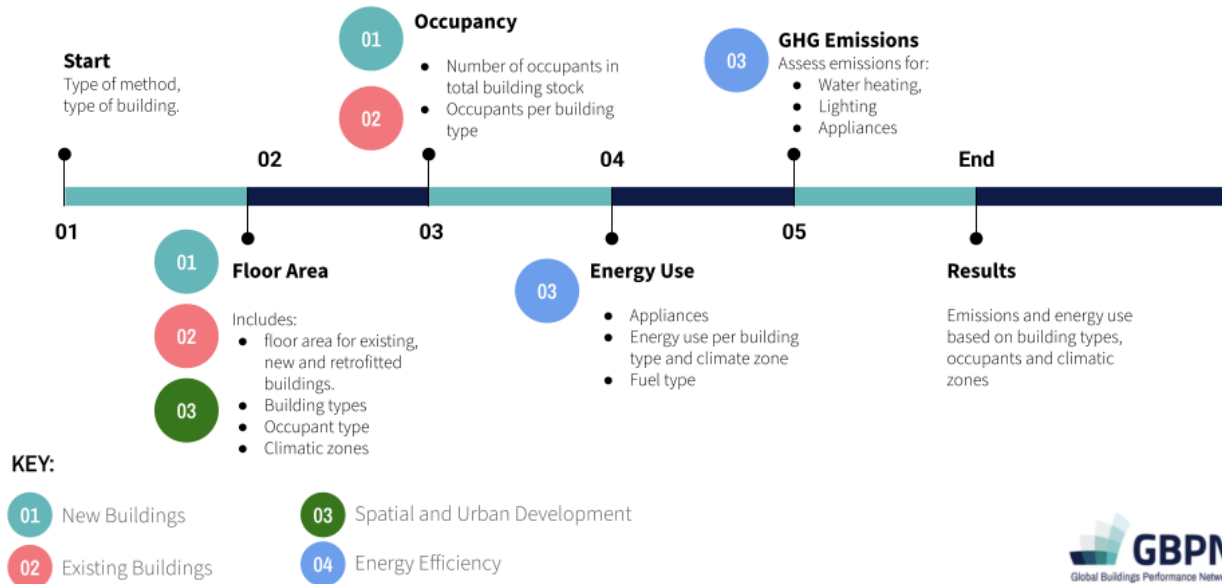 Start
Type of method,
type of building.
01
02
Occupancy
Number of occupants in
total building stock
Occupants per building
type
03
GHG Emissions
Assess emissions for:
Water heating,
Lighting
Appliances
02
04
End
01
03
05
01
02
03
Floor Area
Includes:
floor area for existing,
new and retrofitted
buildings.
Building types
Occupant type
Climatic zones
03
Energy Use
Appliances
Energy use per building
type and climate zone
Fuel type
Results
Emissions and energy use
based on building types,
occupants and climatic
zones
KEY:
01 New Buildings
02 Existing Buildings
03 Spatial and Urban Development
04 Energy Efficiency
GBPN
Global Buildings Performance Netw